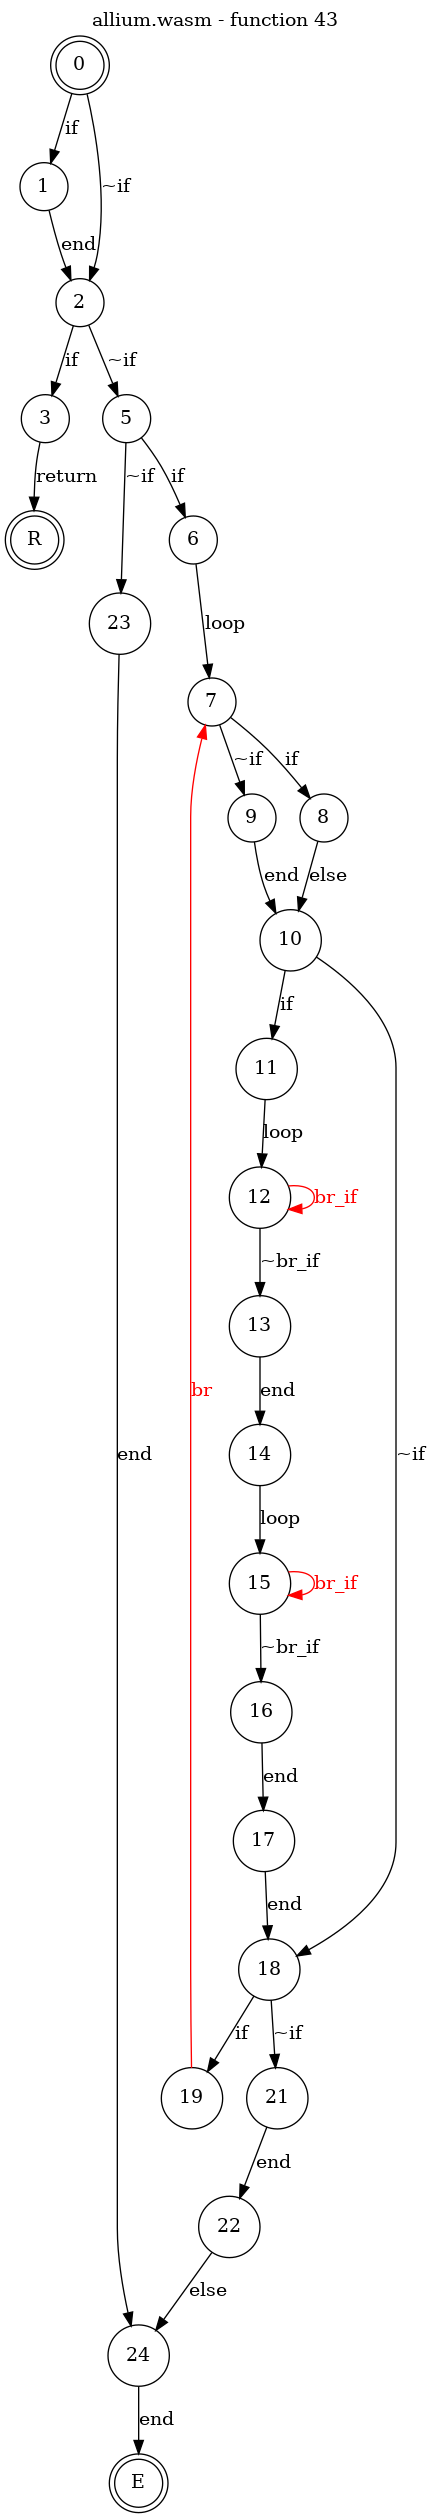 allium.wasm - function 43
0
if
~if
1
end
2
if
~if
3
5
return
~if
if
R
6
23
loop
7
~if
if
9
8
end
else
10
if
11
loop
12
br_if
~br_if
13
br
end
end
14
~if
loop
15
br_if
~br_if
16
end
17
end
18
if
~if
19
21
end
22
else
24
end
E